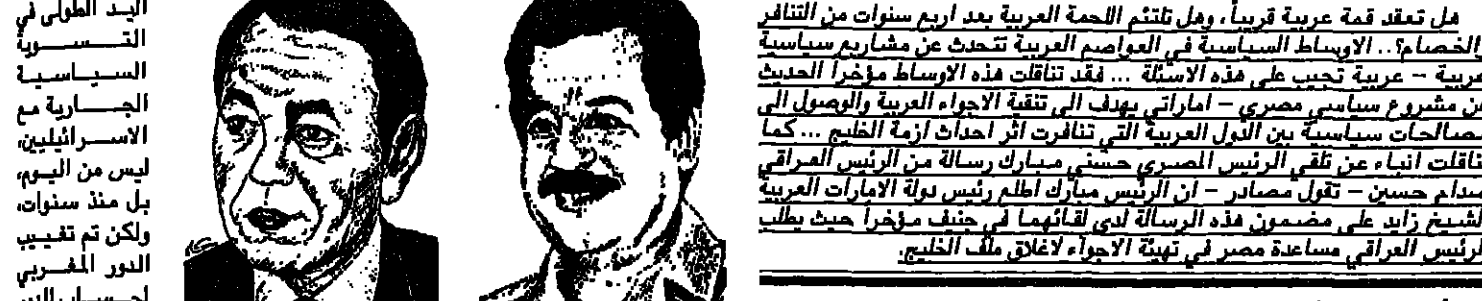 هل تعقد قمة عربية قريباً، وهل تلتئم اللحمة العربية بعد اربع سنوات من التنافر
الخصام؟.. الاوساط السياسية في العواصم العربية تتحدث عن مشاريع سياسية
عربية – عربية تجيب على هذه الاسئلة ... فقد تناقلت هذه الاوساط مؤخراً الحديث
عن مشروع سياسي مصري – اماراتي يهدف الى تنقية الاجواء العربية والوصول الى
مصالحات سياسية بين الدول العربية التي تنافرت اثر احداث ازمة الخليج ... كما
تناقلت انباء عن تلقي الرئيس المصري حسني مبارك رسالة من الرئيس العراقي
صدام حسين – تقول مصادر – ان الرئيس مبارك اطلع رئيس دولة الامارات العربية
الشيخ زايد على مضمون هذه الرسالة لدى لقائهما في جنيف مؤخراً حيث يطلب
الرئيس العراقي مساعدة مصر في تهيئة الاجواء لاغلاق ملف الخليج.
اليد الطولى في
التسوية
السياسية
الجارية مع
الاسرائيليين،
ليس من اليوم،
بل منذ سنوات،
ولكن تم تغييب
الدور المغربي